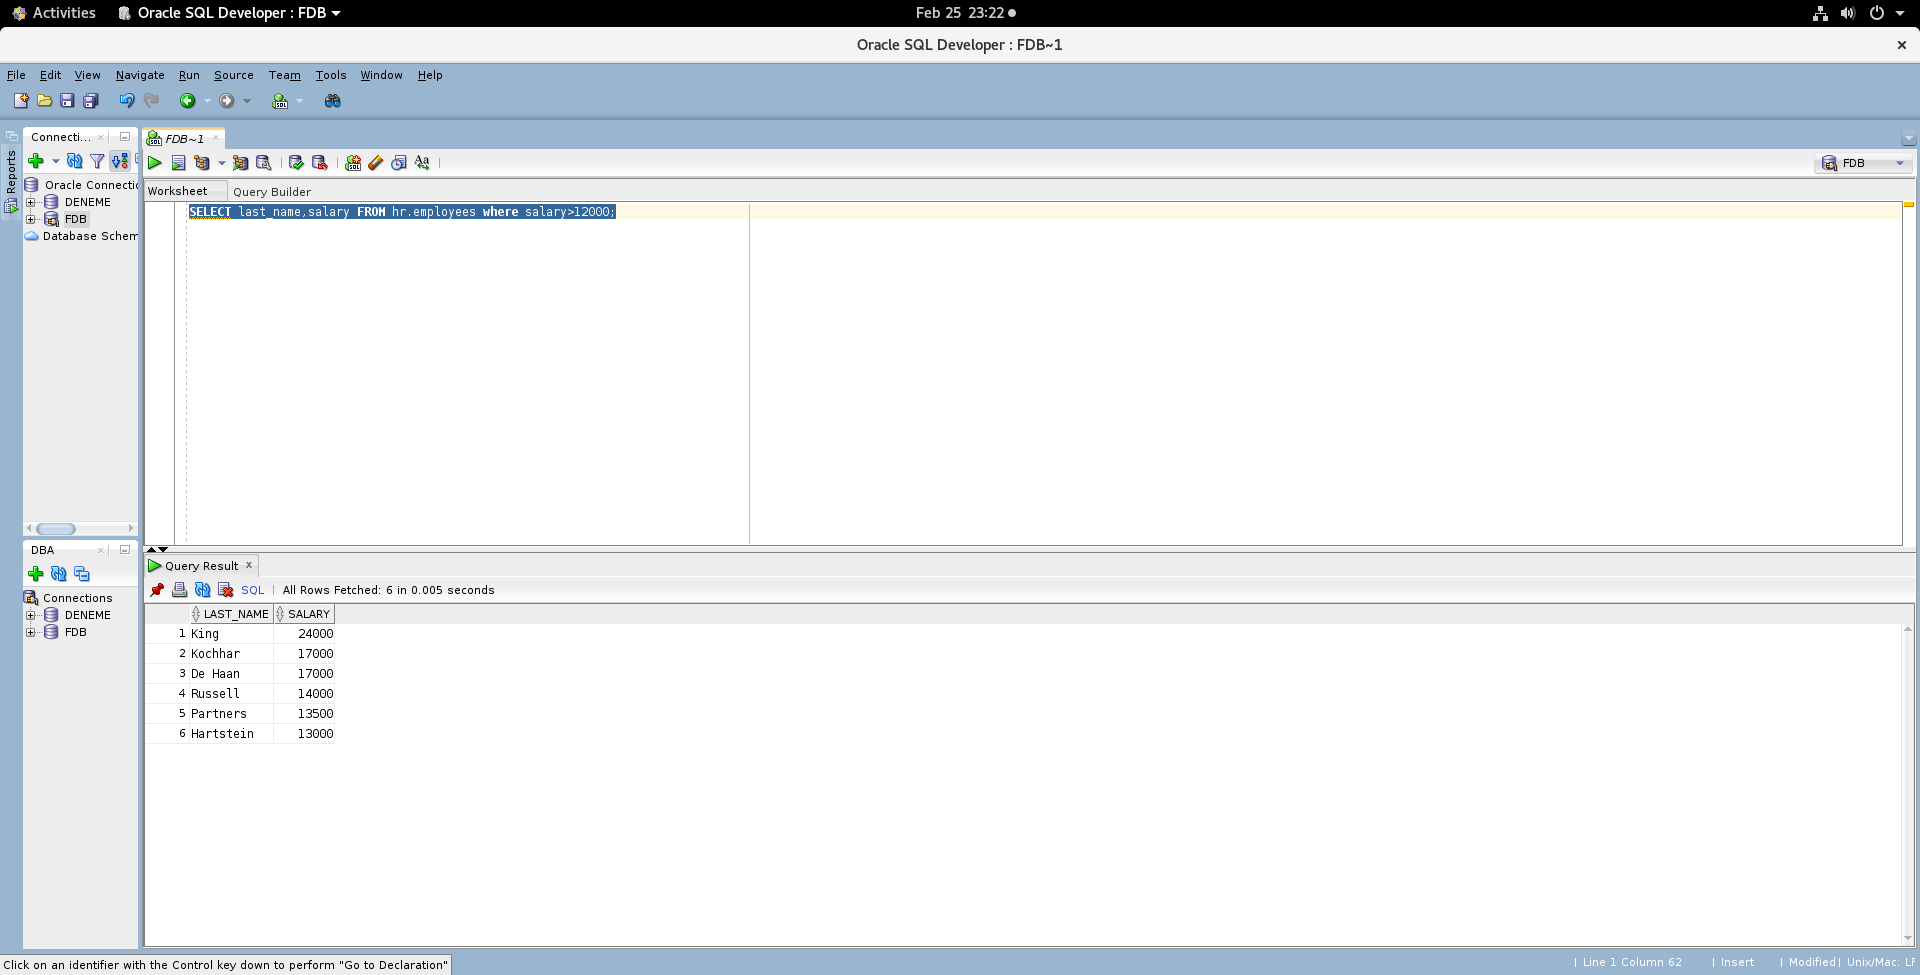 Activities
Oracle SQL Developer : FDB
Feb 25 23:22
Oracle SQL Developer : FDB~1
File Edit View Navigate Run Source Team Tools Window Help
Reports
Connecti...
Oracle Connectio
DENEME
FDB
Database Schem
DBA
Connections
DENEME
FDB
FDB~1
FDB
Worksheet Query Builder
SELECT last_name,salary FROM hr.employees where salary>12000;
Query Result
SQL | All Rows Fetched: 6 in 0.005 seconds
LAST_NAME SALARY
1 King 24000
2 Kochhar 17000
3 De Haan 17000
4 Russell 14000
5 Partners 13500
6 Hartstein 13000
Click on an identifier with the Control key down to perform "Go to Declaration"
| Line 1 Column 62 | Insert | Modified | Unix/Mac: LF